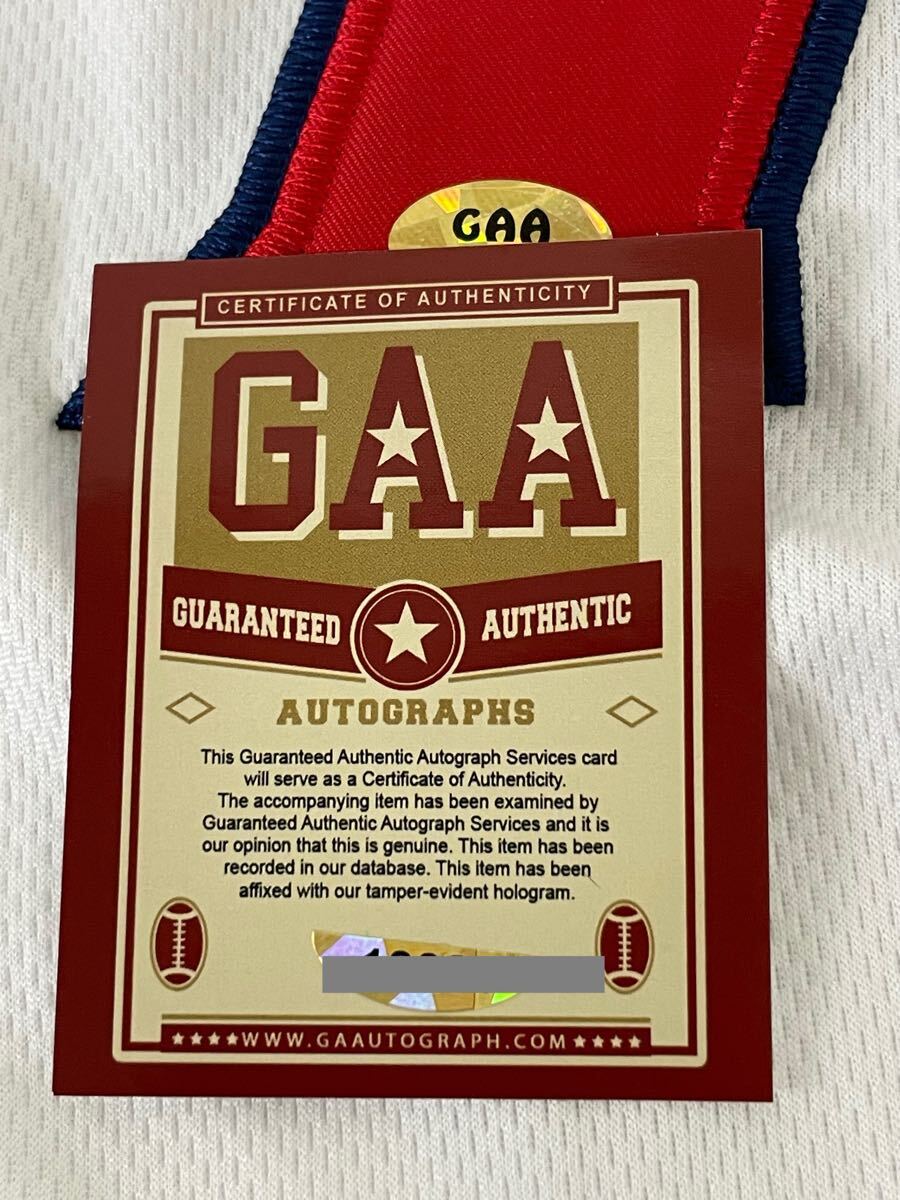 GAA
CERTIFICATE OF AUTHENTICITY
GAA
GUARANTEED AUTHENTIC
AUTOGRAPHS
This Guaranteed Authentic Autograph Services card
will serve as a Certificate of Authenticity.
The accompanying item has been examined by
Guaranteed Authentic Autograph Services and it is
our opinion that this is genuine. This item has been
recorded in our database. This item has been
affixed with our tamper-evident hologram.
WWW.GAAUTOGRAPH.COM